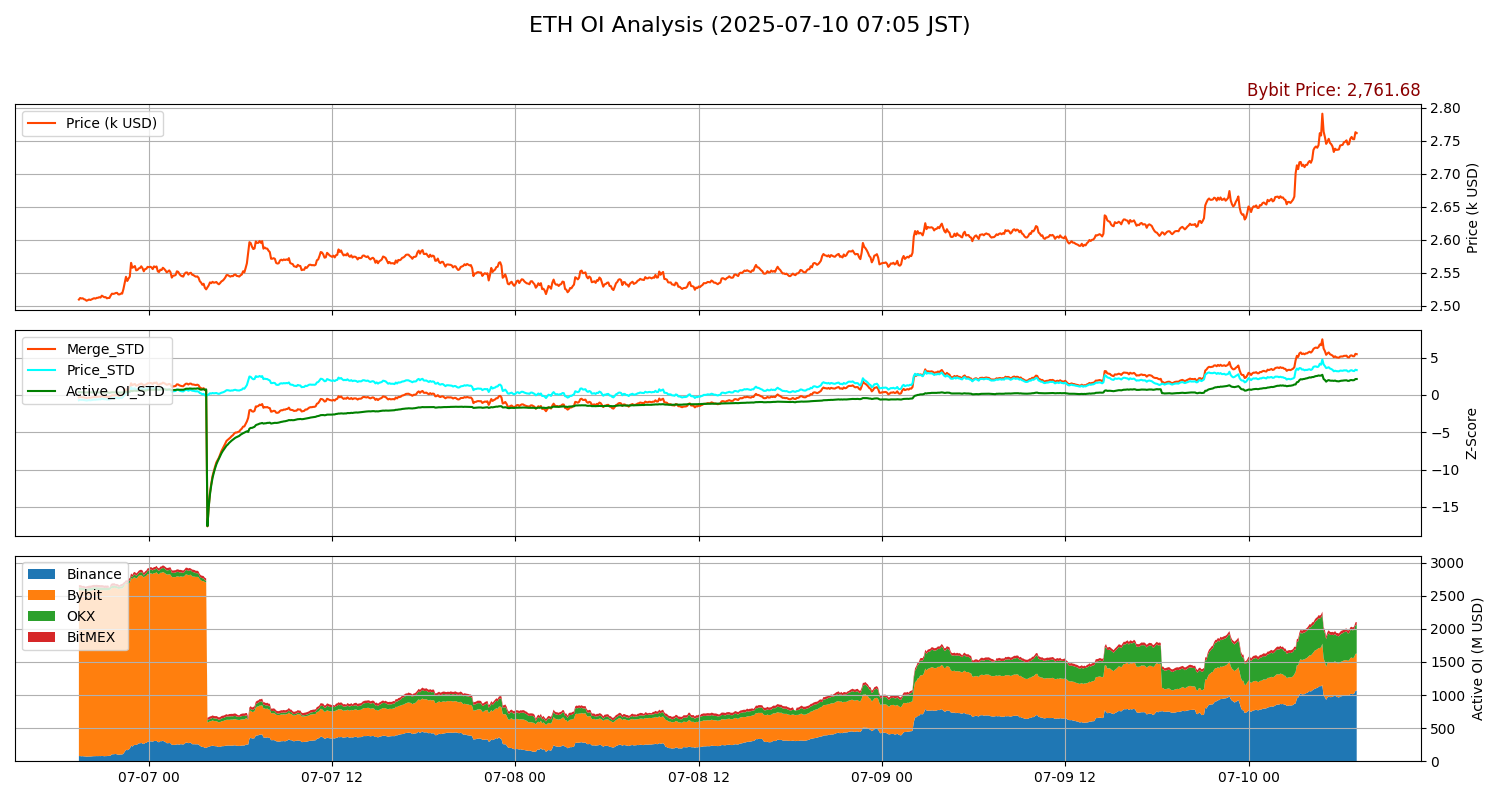 ETH OI Analysis (2025-07-10 07:05 JST)
Bybit Price: 2,761.68
Price (k USD)
2.80
2.75
2.70
2.65
2.60
2.55
2.50
Price (k USD)
Merge_STD
Price_STD
Active_OI_STD
5
0
−5
−10
−15
Z-Score
Binance
Bybit
OKX
BitMEX
3000
2500
2000
1500
1000
500
0
Active OI (M USD)
07-07 00
07-07 12
07-08 00
07-08 12
07-09 00
07-09 12
07-10 00